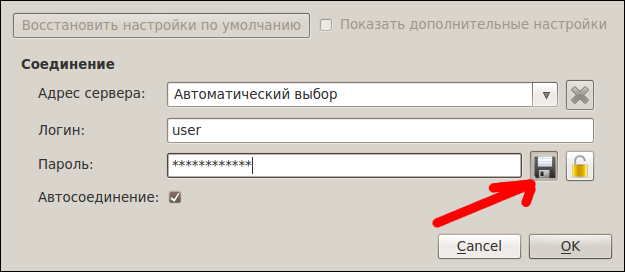 Восстановить настройки по умолчанию Показать дополнительные настройки
Соединение
Адрес сервера: Автоматический выбор
Логин: user
Пароль: ************
Автосоединение:
Cancel OK